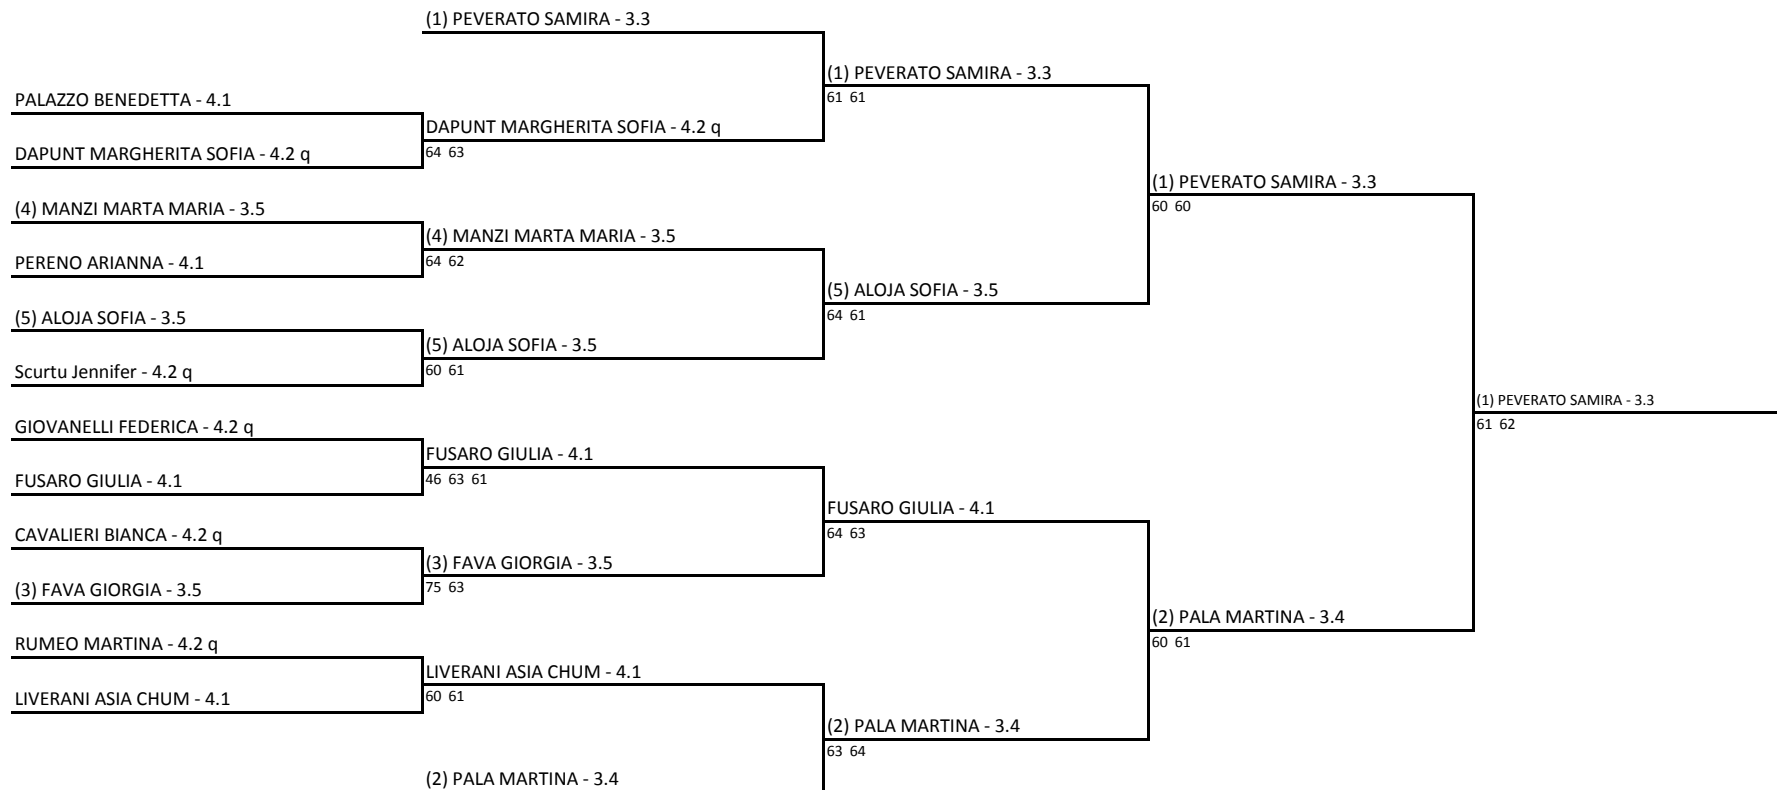 (1) PEVERATO SAMIRA - 3.3
(1) PEVERATO SAMIRA - 3.3
61 61
PALAZZO BENEDETTA - 4.1
DAPUNT MARGHERITA SOFIA - 4.2 q
64 63
DAPUNT MARGHERITA SOFIA - 4.2 q
(1) PEVERATO SAMIRA - 3.3
60 60
(4) MANZI MARTA MARIA - 3.5
(4) MANZI MARTA MARIA - 3.5
64 62
PERENO ARIANNA - 4.1
(5) ALOJA SOFIA - 3.5
64 61
(5) ALOJA SOFIA - 3.5
(5) ALOJA SOFIA - 3.5
60 61
Scurtu Jennifer - 4.2 q
(1) PEVERATO SAMIRA - 3.3
61 62
GIOVANELLI FEDERICA - 4.2 q
FUSARO GIULIA - 4.1
46 63 61
FUSARO GIULIA - 4.1
FUSARO GIULIA - 4.1
64 63
CAVALIERI BIANCA - 4.2 q
(3) FAVA GIORGIA - 3.5
75 63
(3) FAVA GIORGIA - 3.5
(2) PALA MARTINA - 3.4
60 61
RUMEO MARTINA - 4.2 q
LIVERANI ASIA CHUM - 4.1
60 61
LIVERANI ASIA CHUM - 4.1
(2) PALA MARTINA - 3.4
63 64
(2) PALA MARTINA - 3.4